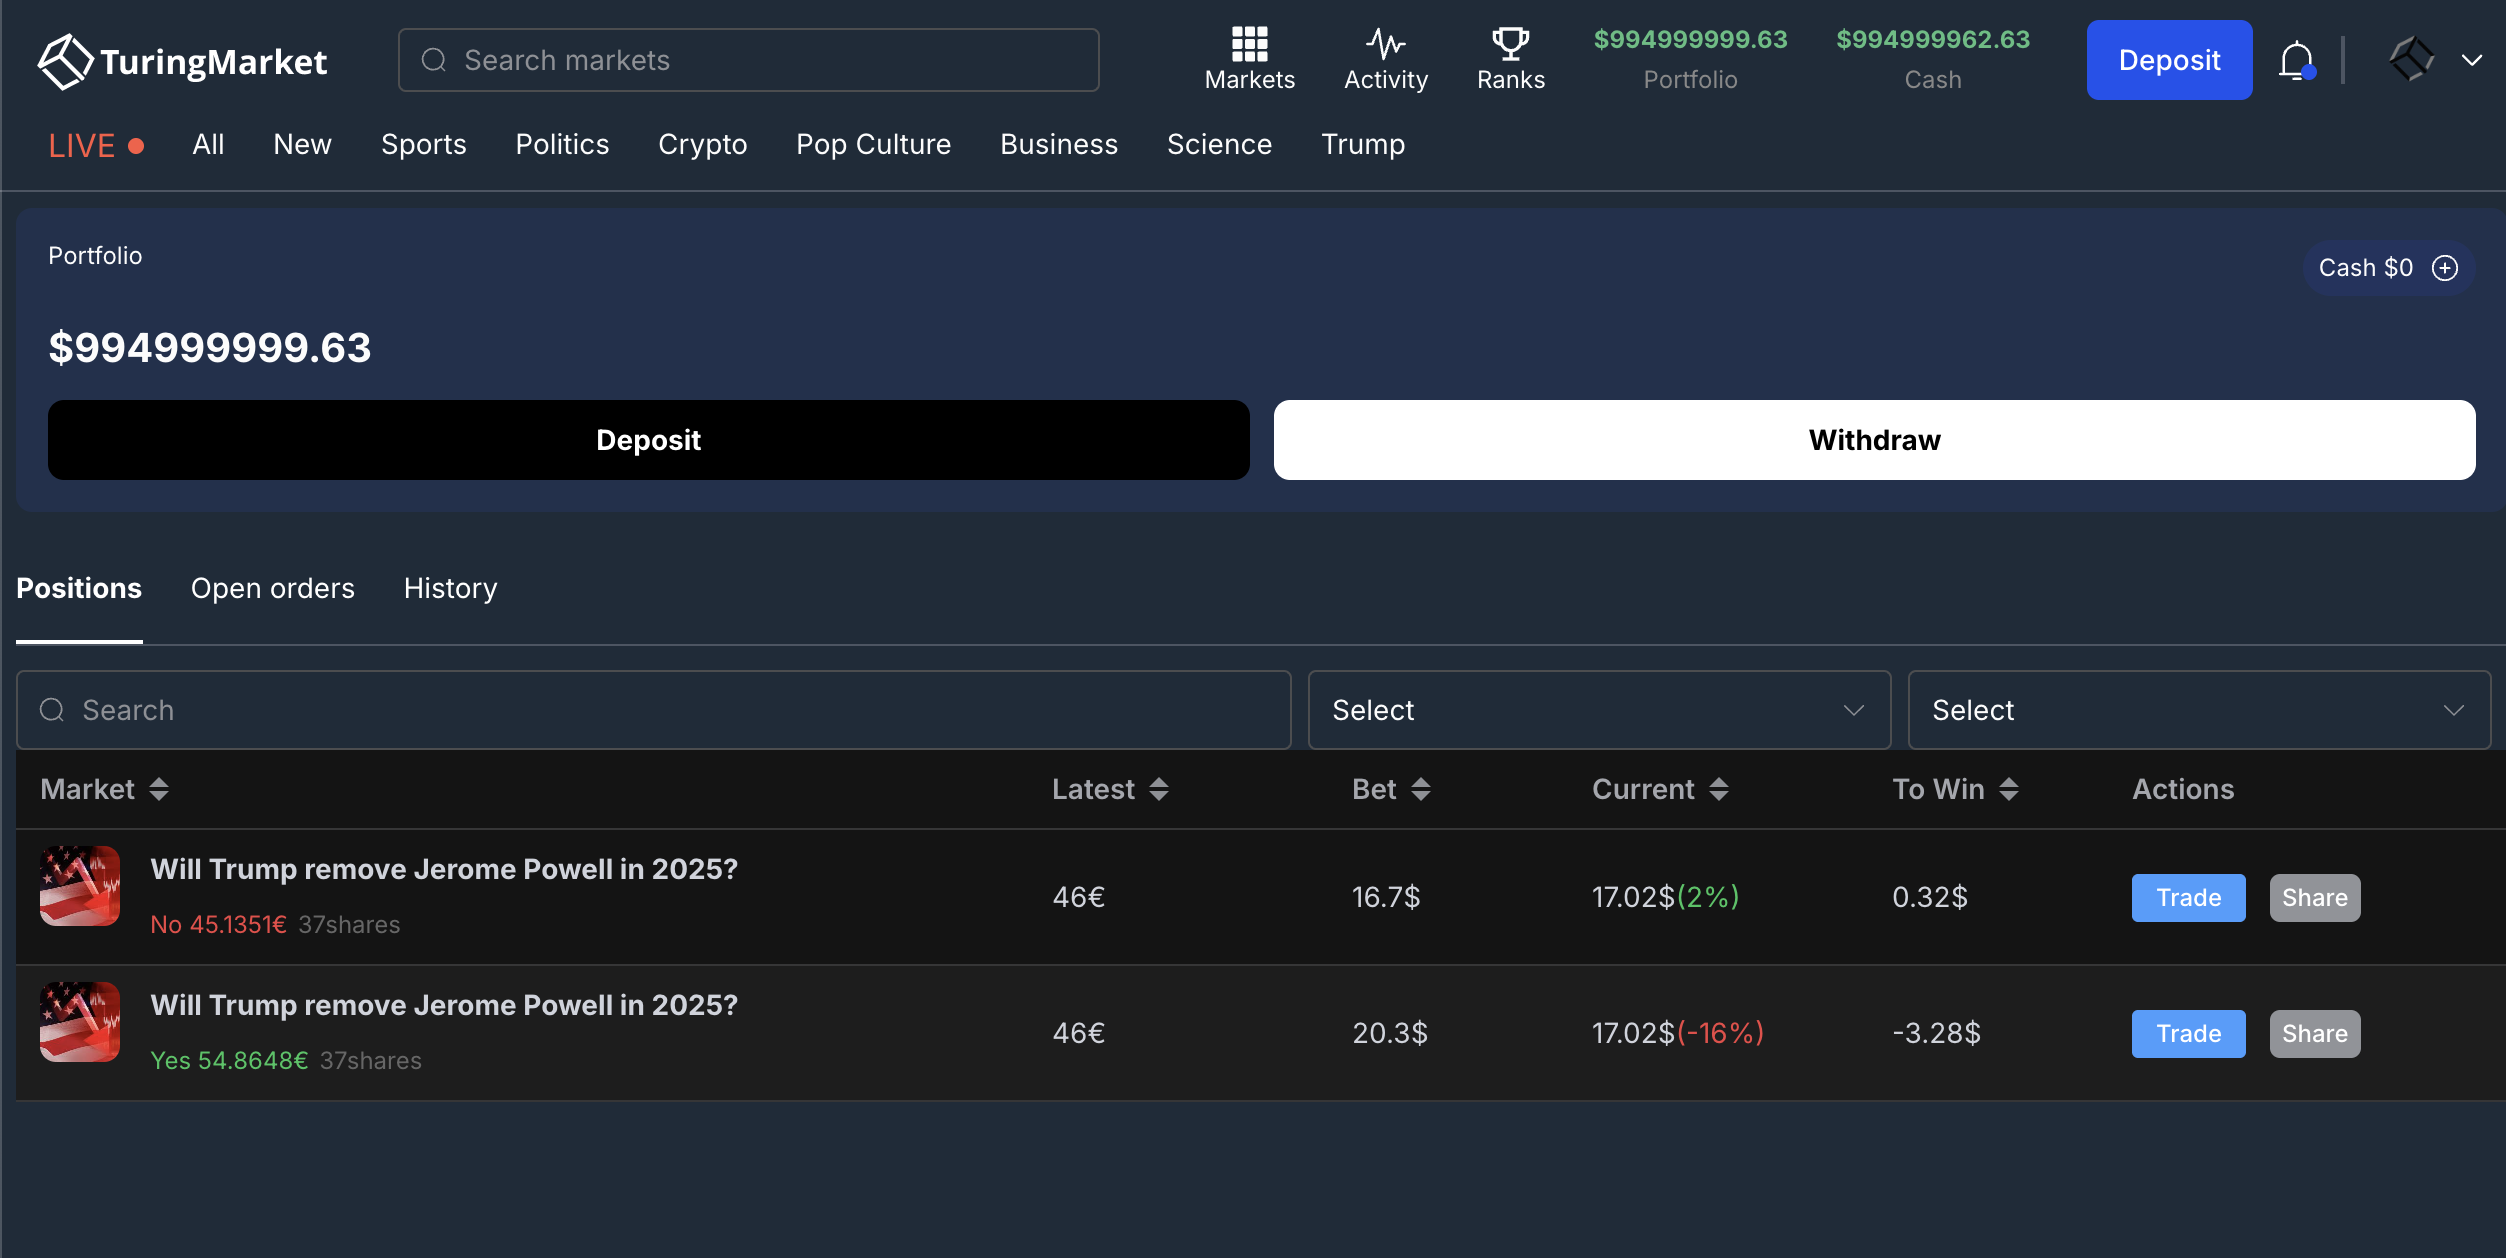 TuringMarket
Search markets
Markets
Activity
Ranks
$994999999.63
Portfolio
$994999962.63
Cash
Deposit
LIVE
All
New
Sports
Politics
Crypto
Pop Culture
Business
Science
Trump
Portfolio
Cash $0
$994999999.63
Deposit
Withdraw
Positions
Open orders
History
Search
Select
Select
Market
Latest
Bet
Current
To Win
Actions
Will Trump remove Jerome Powell in 2025?
No 45.1351€ 37shares
46€
16.7$
17.02$(2%)
0.32$
Trade
Share
Will Trump remove Jerome Powell in 2025?
Yes 54.8648€ 37shares
46€
20.3$
17.02$(-16%)
-3.28$
Trade
Share